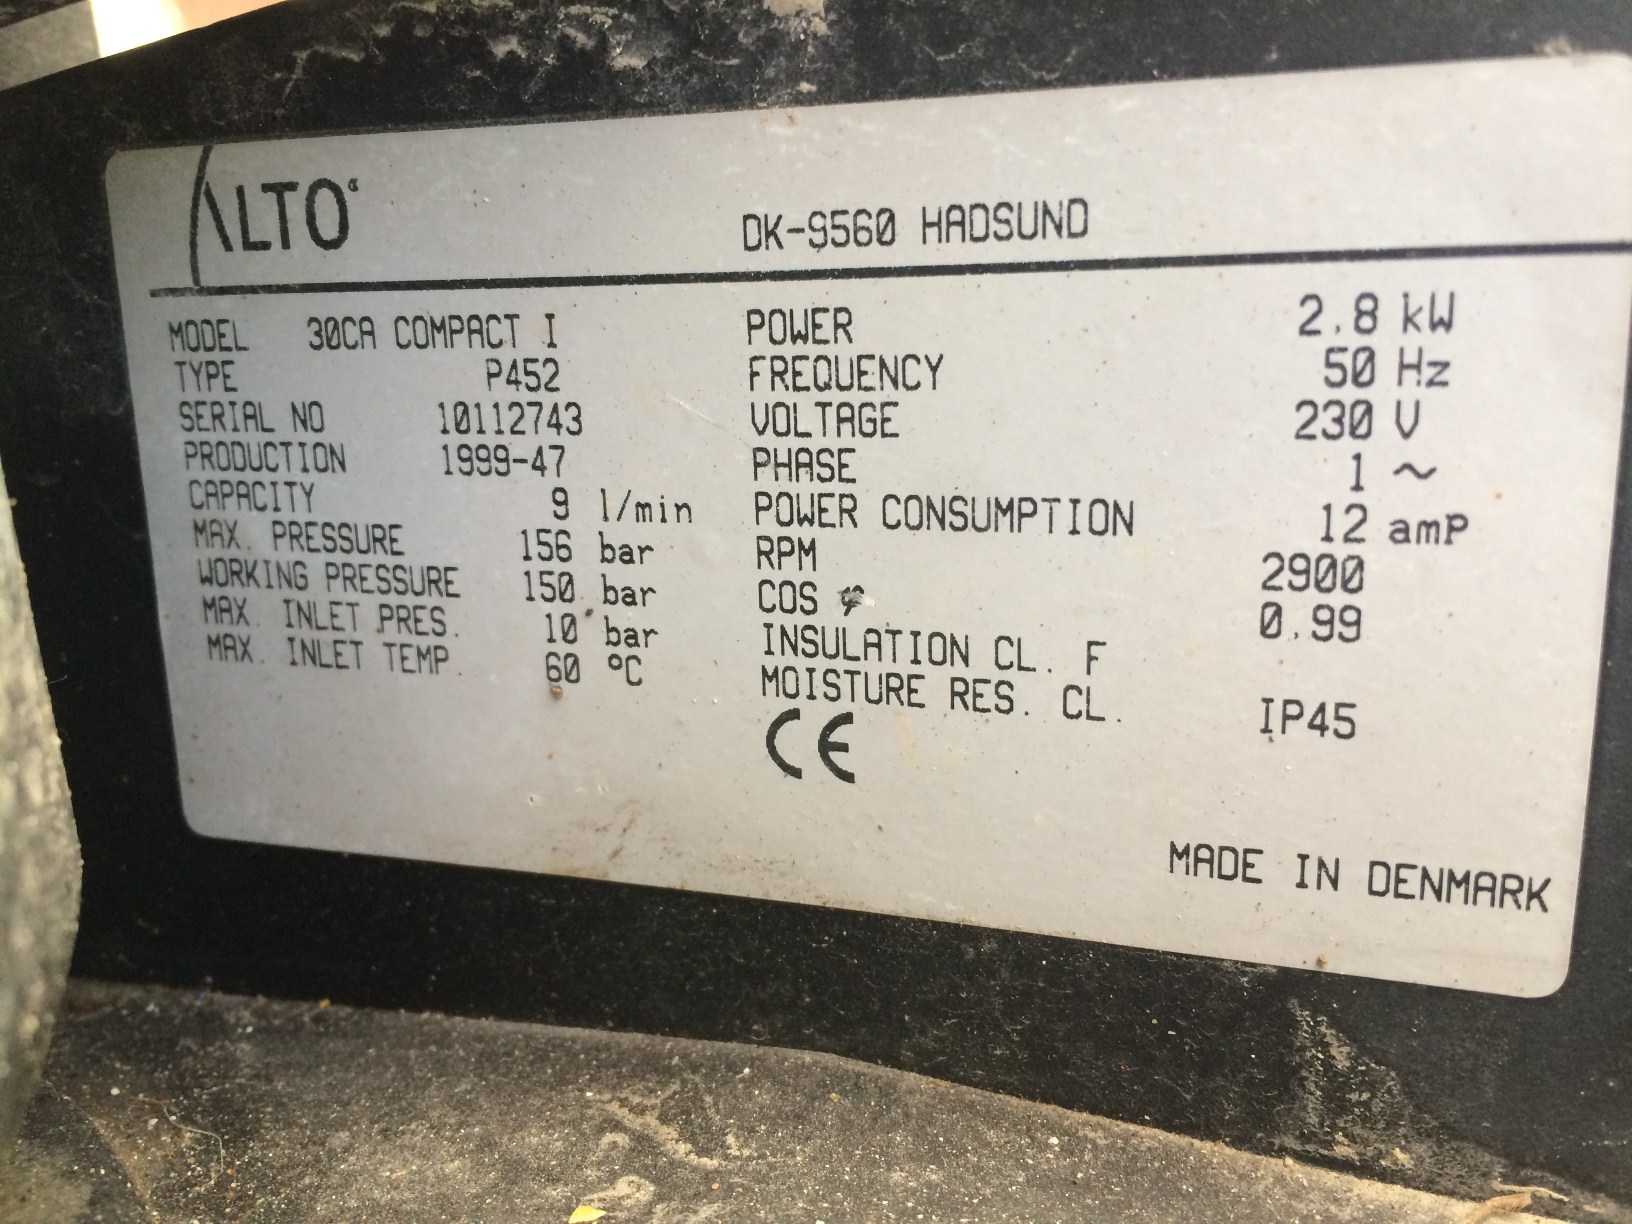 ALTO
DK-9560 HADSUND
MODEL 30CA COMPACT I
TYPE P452
SERIAL NO 10112743
PRODUCTION 1999-47
CAPACITY 9 l/min
MAX. PRESSURE 156 bar
WORKING PRESSURE 150 bar
MAX. INLET PRES. 10 bar
MAX. INLET TEMP. 60 °C
POWER 2.8 kW
FREQUENCY 50 Hz
VOLTAGE 230 V
PHASE 1 ~
POWER CONSUMPTION 12 amP
RPM 2900
COS φ 0.99
INSULATION CL. F
MOISTURE RES. CL. IP45
CE
MADE IN DENMARK